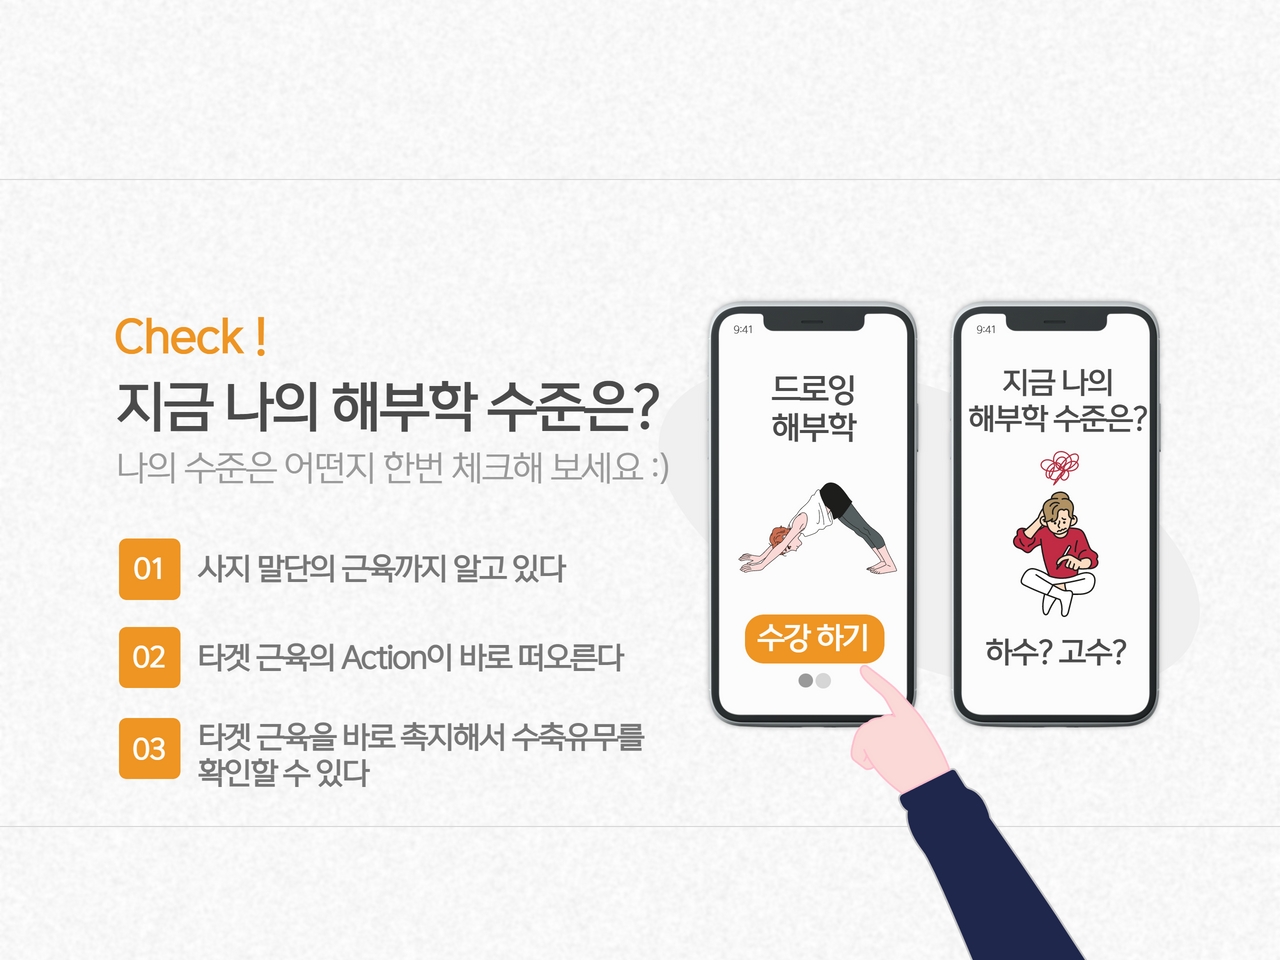 Check !
지금 나의 해부학 수준은?
나의 수준은 어떤지 한번 체크해 보세요 :)
01 사지 말단의 근육까지 알고 있다
02 타겟 근육의 Action이 바로 떠오른다
03 타겟 근육을 바로 촉지해서 수축유무를
확인할 수 있다
9:41
드로잉
해부학
수강 하기
9:41
지금 나의
해부학 수준은?
하수? 고수?